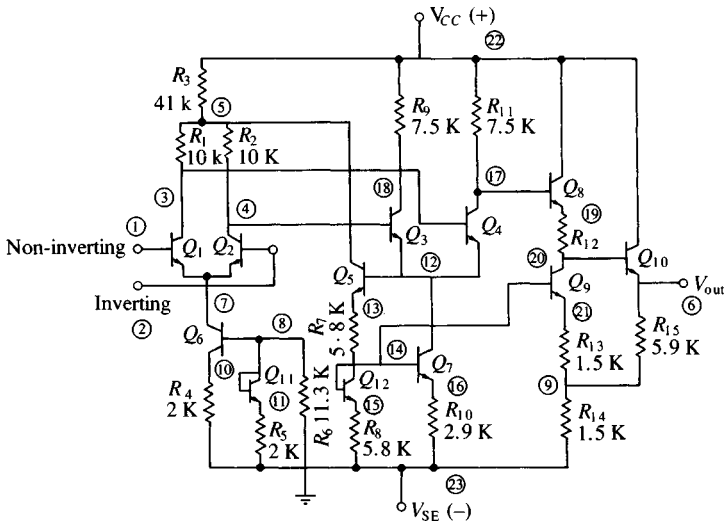 V_CC (+)
㉒
R_3
41 k
⑤
R_1
10 k
R_2
10 K
R_9
7.5 K
R_11
7.5 K
③
④
⑱
⑰
Q_8
⑲
①
Non-inverting
Q_1
Q_2
Q_3
Q_4
R_12
Q_10
Inverting
②
⑦
Q_5
⑫
⑳
Q_9
V_out
⑥
⑬
㉑
Q_6
⑧
R_7
5.8 K
⑭
Q_7
R_13
1.5 K
R_15
5.9 K
⑩
Q_11
⑪
R_6 11.3 K
Q_12
⑮
⑯
⑨
R_4
2 K
R_5
2 K
R_8
5.8 K
R_10
2.9 K
R_14
1.5 K
V_SE (−)
㉓